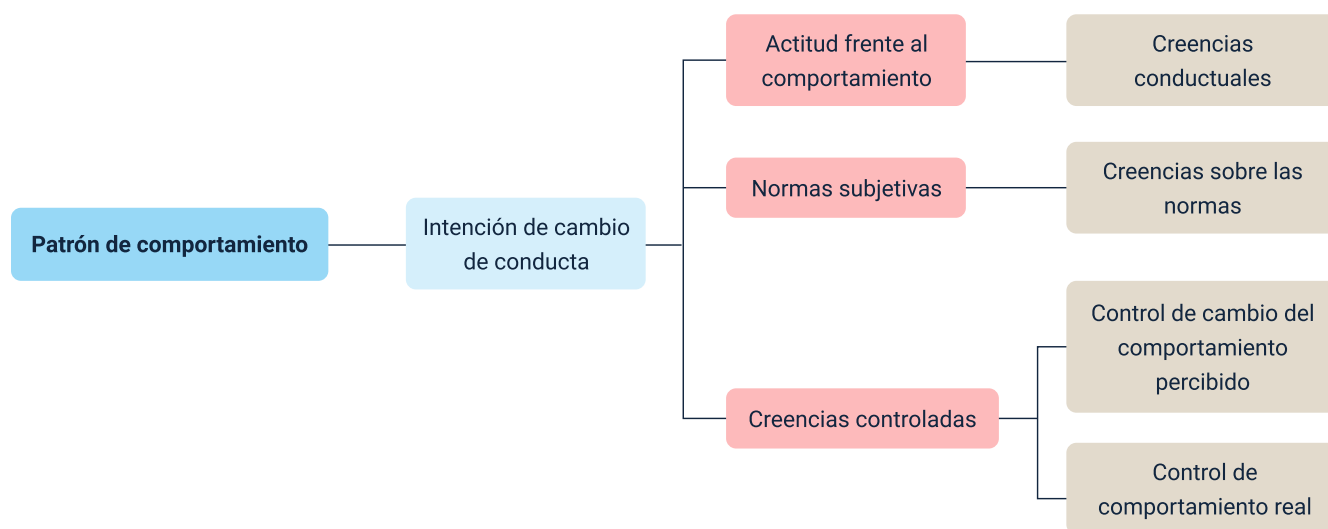 Patrón de comportamiento
Intención de cambio
de conducta
Actitud frente al
comportamiento
Creencias
conductuales
Normas subjetivas
Creencias sobre las
normas
Creencias controladas
Control de cambio del
comportamiento
percibido
Control de
comportamiento real